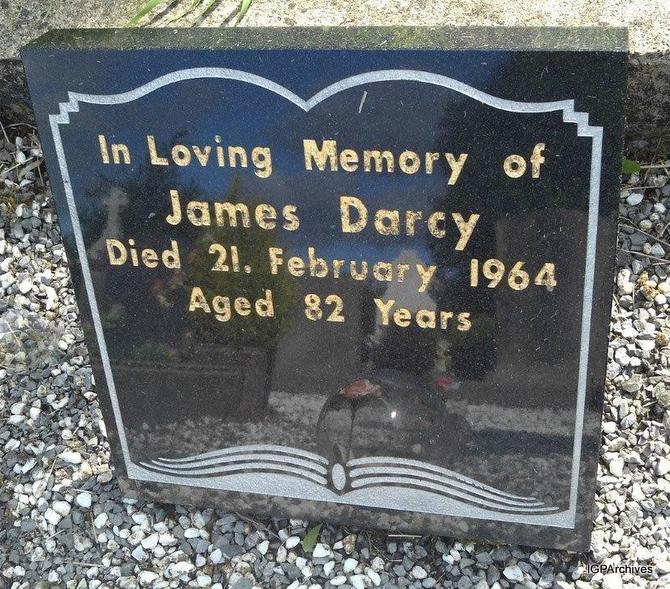 In Loving Memory of
James Darcy
Died 21. February 1964
Aged 82 Years
IGPArchives